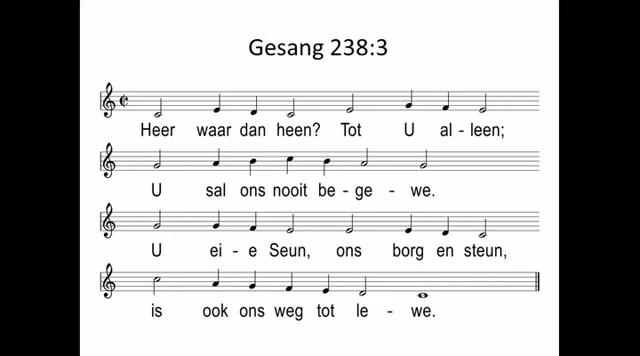 Gesang 238:3
Heer waar dan heen? Tot U al - leen;
U sal ons nooit be - ge - we.
U ei - e Seun, ons borg en steun,
is ook ons weg tot le - we.